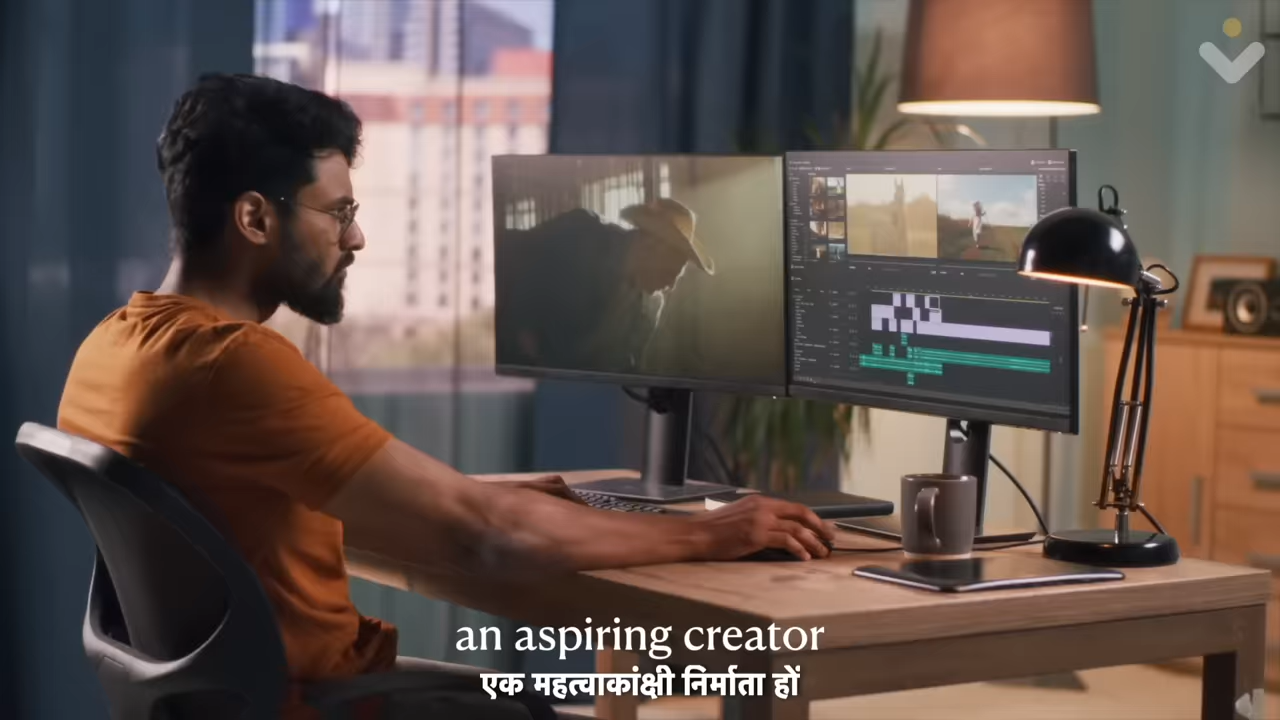 an aspiring creator
एक महत्वाकांक्षी निर्माता हों